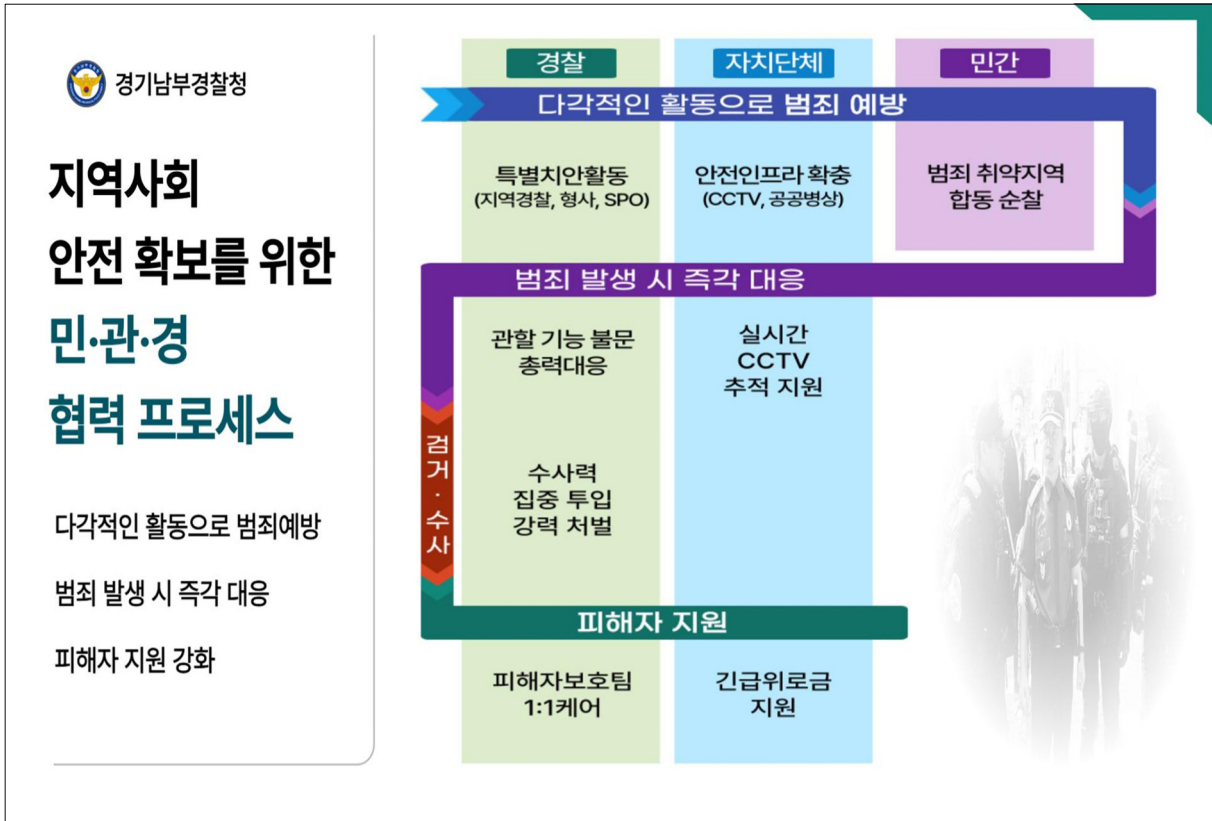 경기남부경찰청
지역사회
안전 확보를 위한
민·관·경
협력 프로세스
다각적인 활동으로 범죄예방
범죄 발생 시 즉각 대응
피해자 지원 강화
경찰
자치단체
민간
다각적인 활동으로 범죄 예방
특별치안활동
(지역경찰, 형사, SPO)
안전인프라 확충
(CCTV, 공공병상)
범죄 취약지역
합동 순찰
범죄 발생 시 즉각 대응
관할 기능 불문
총력대응
실시간
CCTV
추적 지원
검거·수사
수사력
집중 투입
강력 처벌
피해자 지원
피해자보호팀
1:1케어
긴급위로금
지원